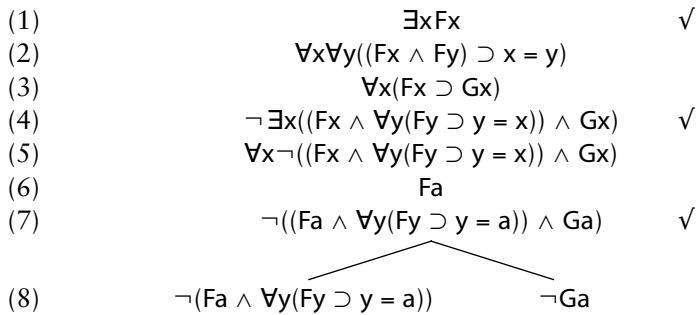 (1) ∃xFx √
(2) ∀x∀y((Fx ∧ Fy) ⊃ x = y)
(3) ∀x(Fx ⊃ Gx)
(4) ¬∃x((Fx ∧ ∀y(Fy ⊃ y = x)) ∧ Gx) √
(5) ∀x¬((Fx ∧ ∀y(Fy ⊃ y = x)) ∧ Gx)
(6) Fa
(7) ¬((Fa ∧ ∀y(Fy ⊃ y = a)) ∧ Ga) √
(8) ¬(Fa ∧ ∀y(Fy ⊃ y = a)) ¬Ga